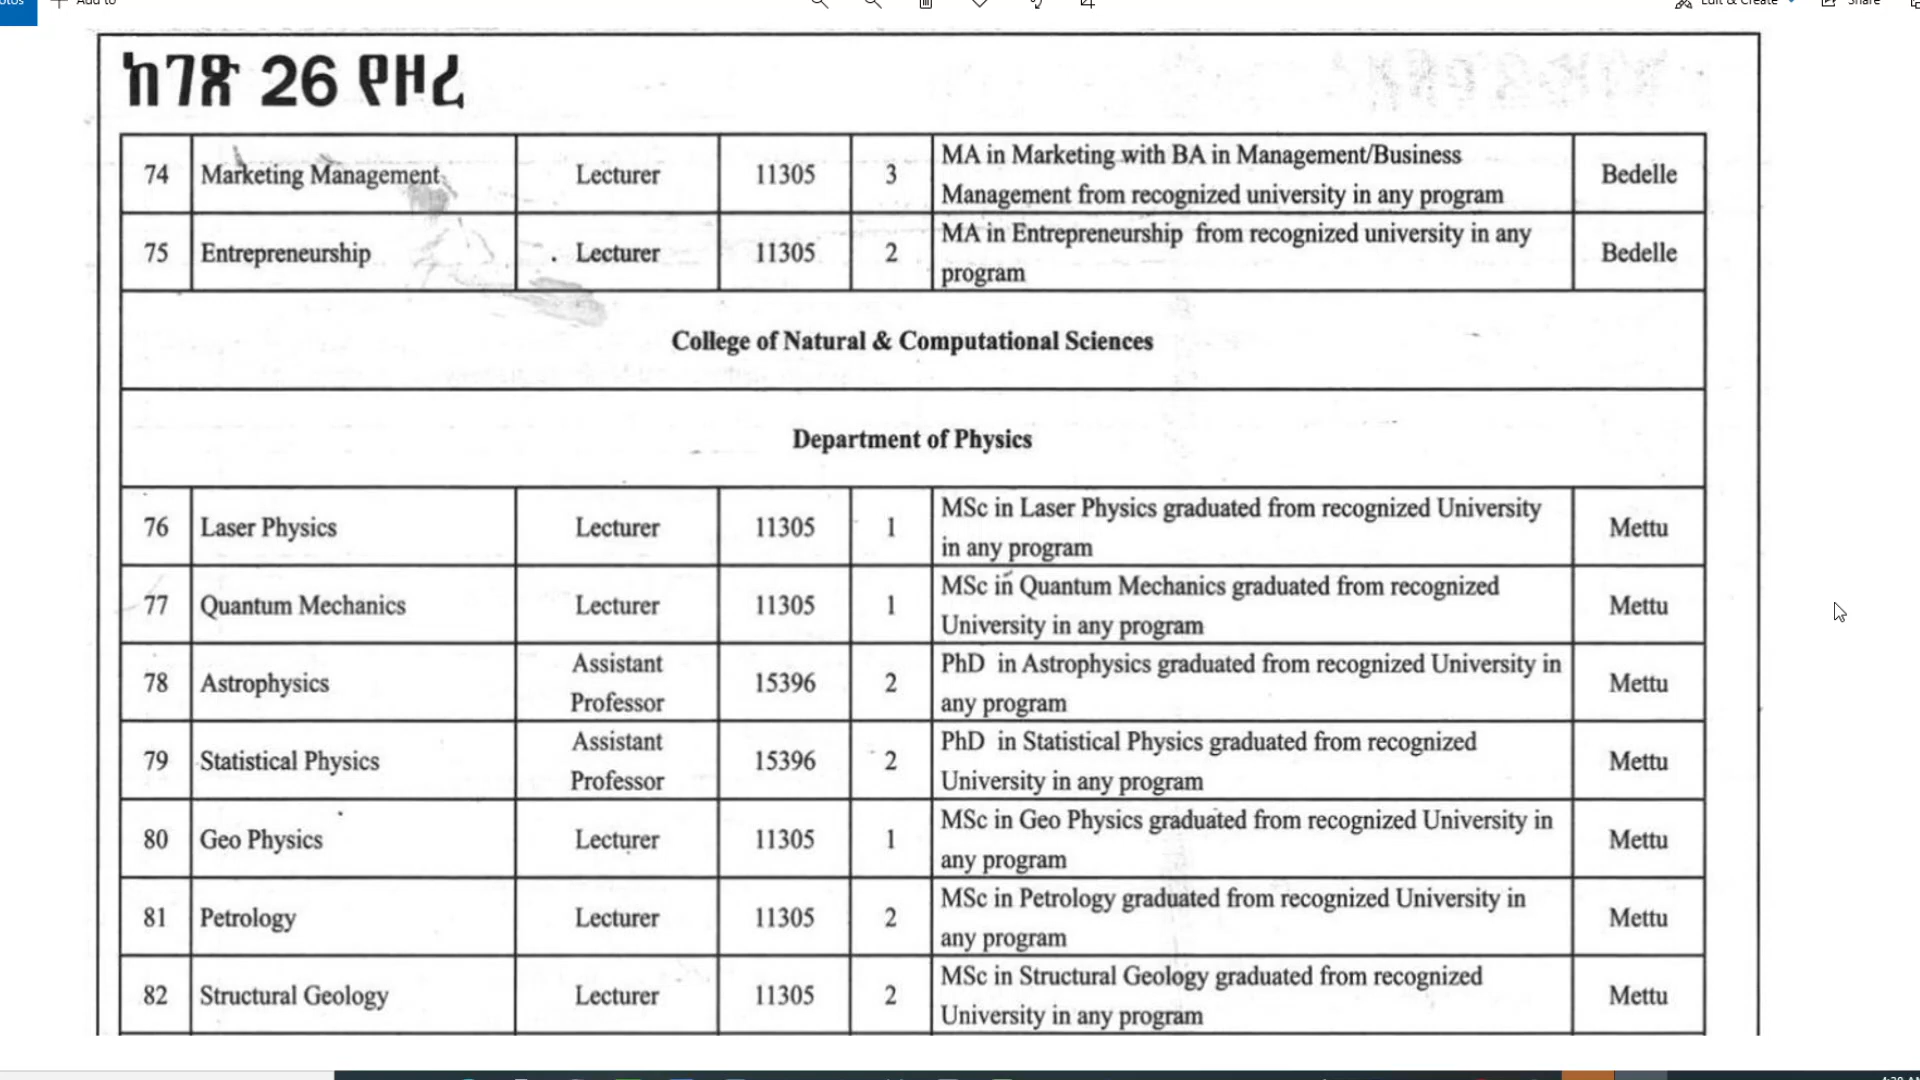 Add to
Edit & Create
Share
ከገጽ 26 የዞረ
74 Marketing Management Lecturer 11305 3 MA in Marketing with BA in Management/Business Management from recognized university in any program Bedelle
75 Entrepreneurship Lecturer 11305 2 MA in Entrepreneurship from recognized university in any program Bedelle
College of Natural & Computational Sciences
Department of Physics
76 Laser Physics Lecturer 11305 1 MSc in Laser Physics graduated from recognized University in any program Mettu
77 Quantum Mechanics Lecturer 11305 1 MSc in Quantum Mechanics graduated from recognized University in any program Mettu
78 Astrophysics Assistant Professor 15396 2 PhD in Astrophysics graduated from recognized University in any program Mettu
79 Statistical Physics Assistant Professor 15396 2 PhD in Statistical Physics graduated from recognized University in any program Mettu
80 Geo Physics Lecturer 11305 1 MSc in Geo Physics graduated from recognized University in any program Mettu
81 Petrology Lecturer 11305 2 MSc in Petrology graduated from recognized University in any program Mettu
82 Structural Geology Lecturer 11305 2 MSc in Structural Geology graduated from recognized University in any program Mettu